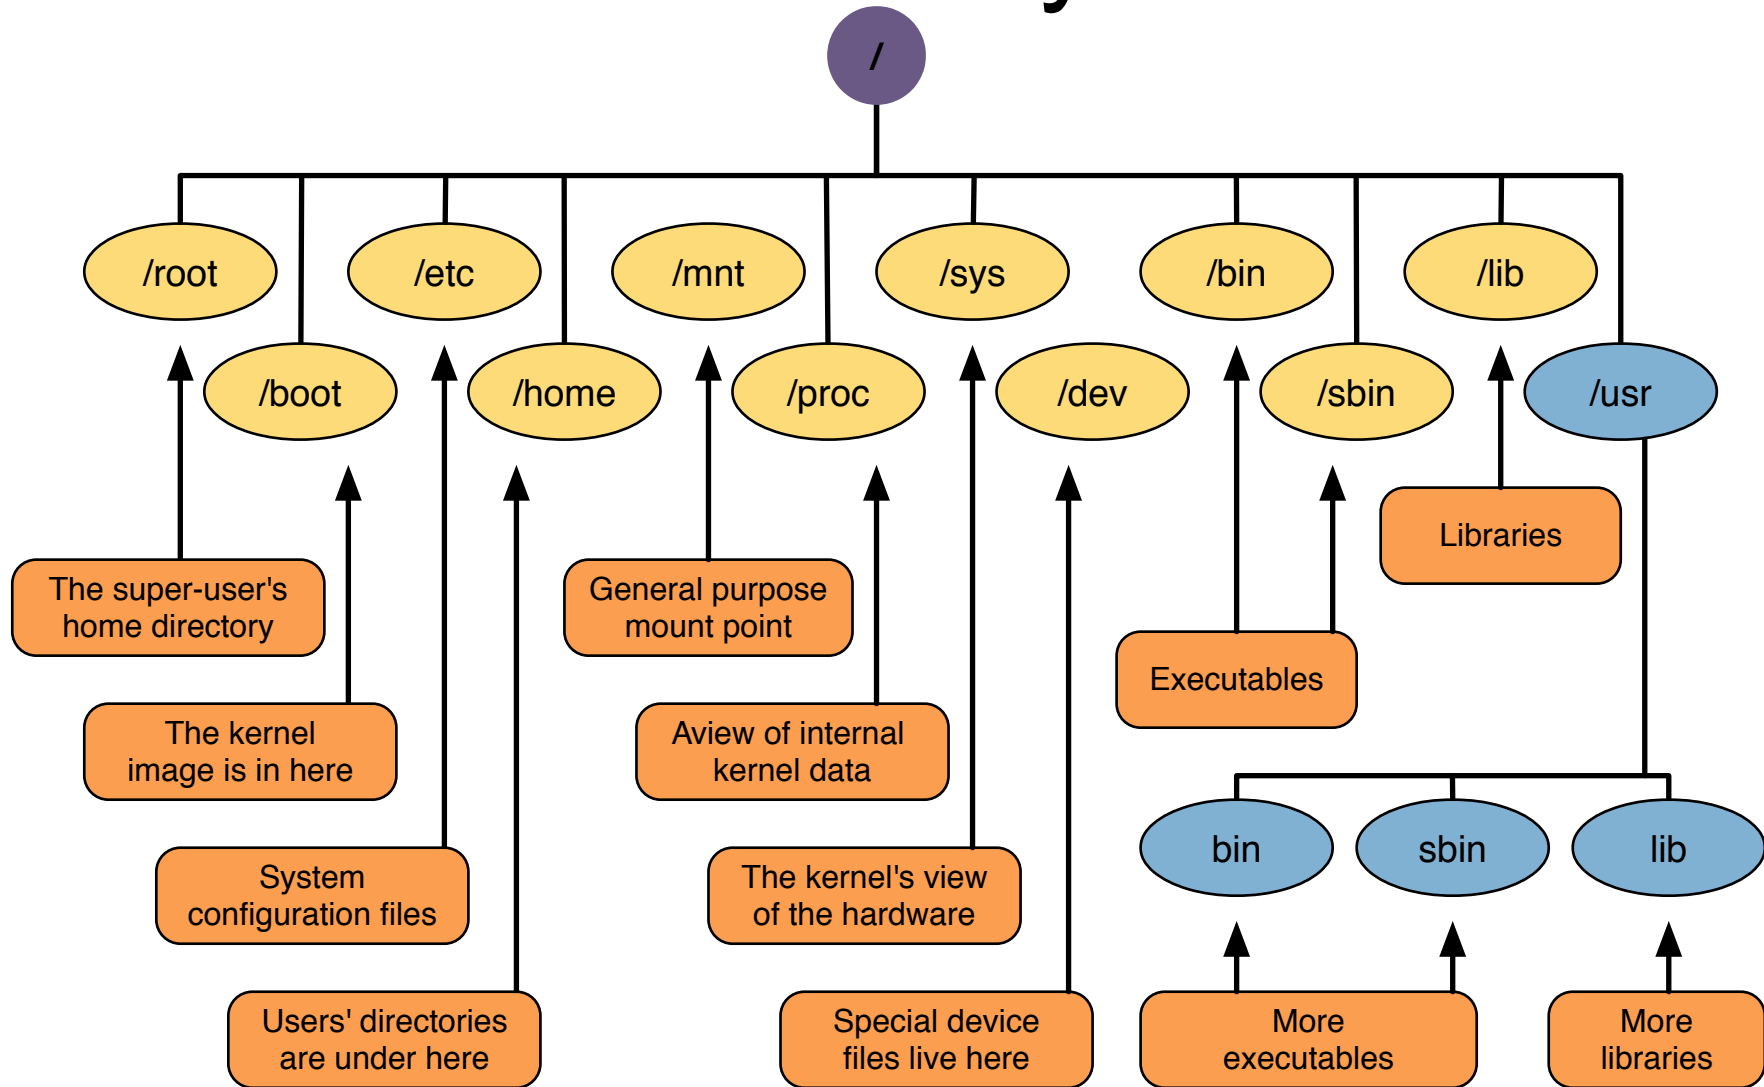 /
/root
/etc
/mnt
/sys
/bin
/lib
/boot
/home
/proc
/dev
/sbin
/usr
Libraries
The super-user's
home directory
General purpose
mount point
Executables
The kernel
image is in here
Aview of internal
kernel data
bin
sbin
lib
System
configuration files
The kernel's view
of the hardware
Users' directories
are under here
Special device
files live here
More
executables
More
libraries